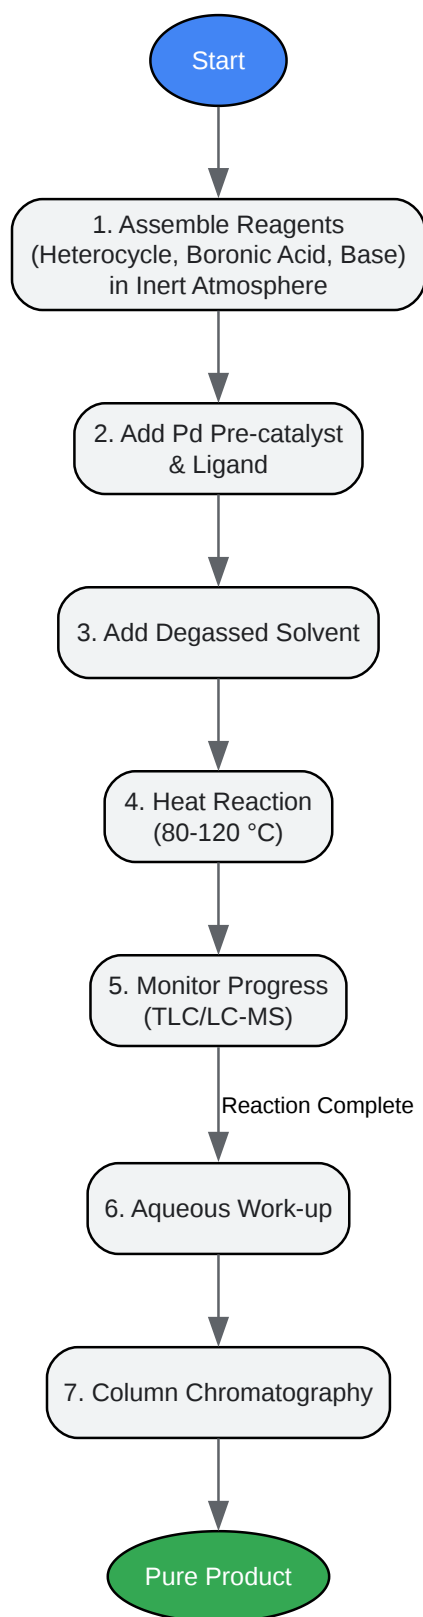 Start
1. Assemble Reagents
(Heterocycle, Boronic Acid, Base)
in Inert Atmosphere
2. Add Pd Pre-catalyst
& Ligand
3. Add Degassed Solvent
4. Heat Reaction
(80-120 °C)
5. Monitor Progress
(TLC/LC-MS)
Reaction Complete
6. Aqueous Work-up
7. Column Chromatography
Pure Product